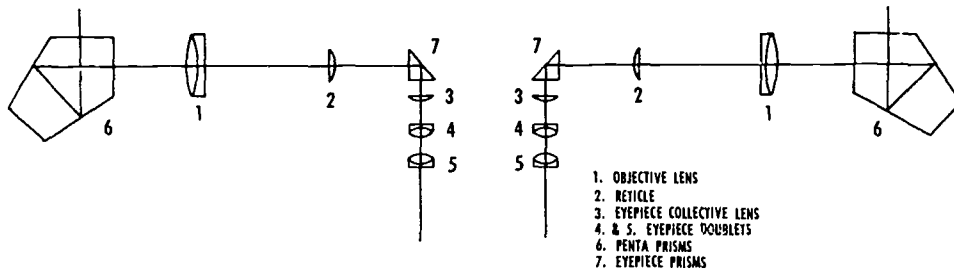 7 7
1 2 3 3 2 1
6 4 4 6
5 5
1. OBJECTIVE LENS
2. RETICLE
3. EYEPIECE COLLECTIVE LENS
4. & 5. EYEPIECE DOUBLETS
6. PENTA PRISMS
7. EYEPIECE PRISMS